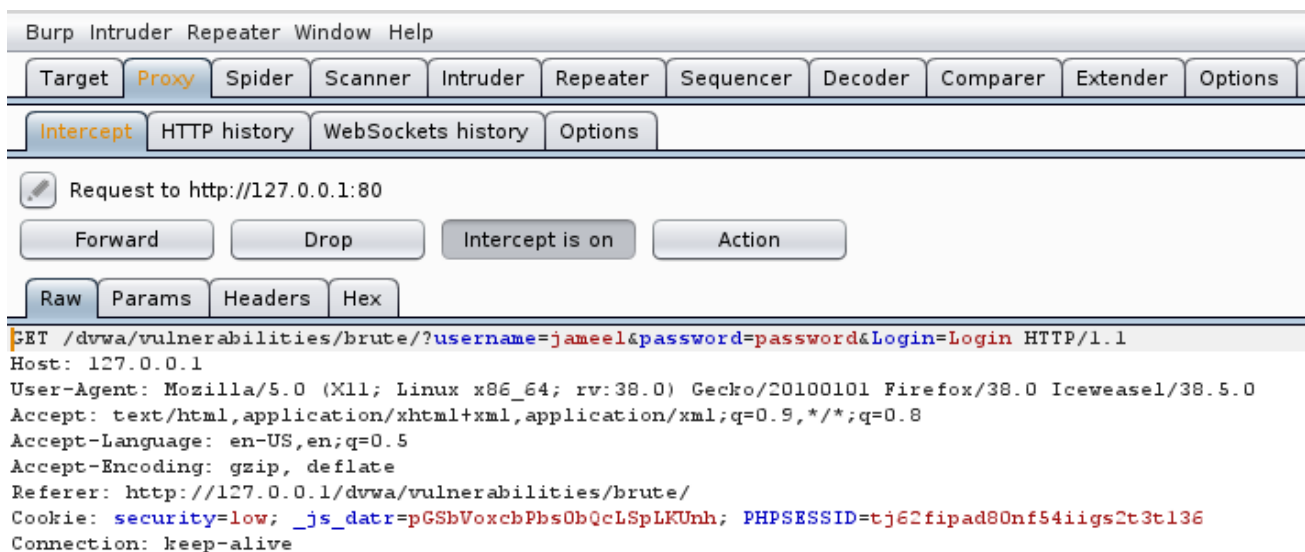 Burp Intruder Repeater Window Help
Target Proxy Spider Scanner Intruder Repeater Sequencer Decoder Comparer Extender Options
Intercept HTTP history WebSockets history Options
Request to http://127.0.0.1:80
Forward Drop Intercept is on Action
Raw Params Headers Hex
GET /dvwa/vulnerabilities/brute/?username=jameel&password=password&Login=Login HTTP/1.1
Host: 127.0.0.1
User-Agent: Mozilla/5.0 (X11; Linux x86_64; rv:38.0) Gecko/20100101 Firefox/38.0 Iceweasel/38.5.0
Accept: text/html,application/xhtml+xml,application/xml;q=0.9,*/*;q=0.8
Accept-Language: en-US,en;q=0.5
Accept-Encoding: gzip, deflate
Referer: http://127.0.0.1/dvwa/vulnerabilities/brute/
Cookie: security=low; _js_datr=pGSbVoxcbPbsObQcLSpLKUnh; PHPSESSID=tj62fipad80nf54iigs2t3tl36
Connection: keep-alive